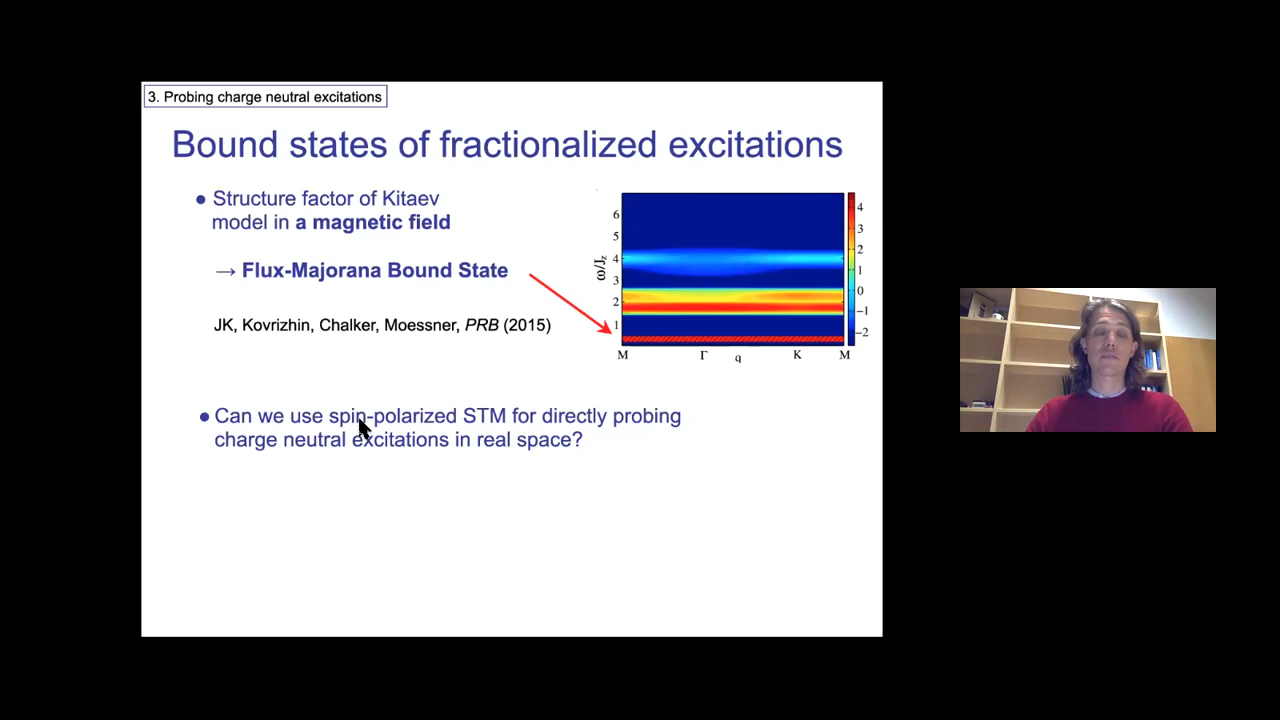 3. Probing charge neutral excitations
Bound states of fractionalized excitations
● Structure factor of Kitaev
model in a magnetic field
→ Flux-Majorana Bound State
JK, Kovrizhin, Chalker, Moessner, PRB (2015)
ω/Jz
6
5
4
3
2
1
M Γ q K M
4
3
2
1
0
−1
−2
● Can we use spin-polarized STM for directly probing
charge neutral excitations in real space?